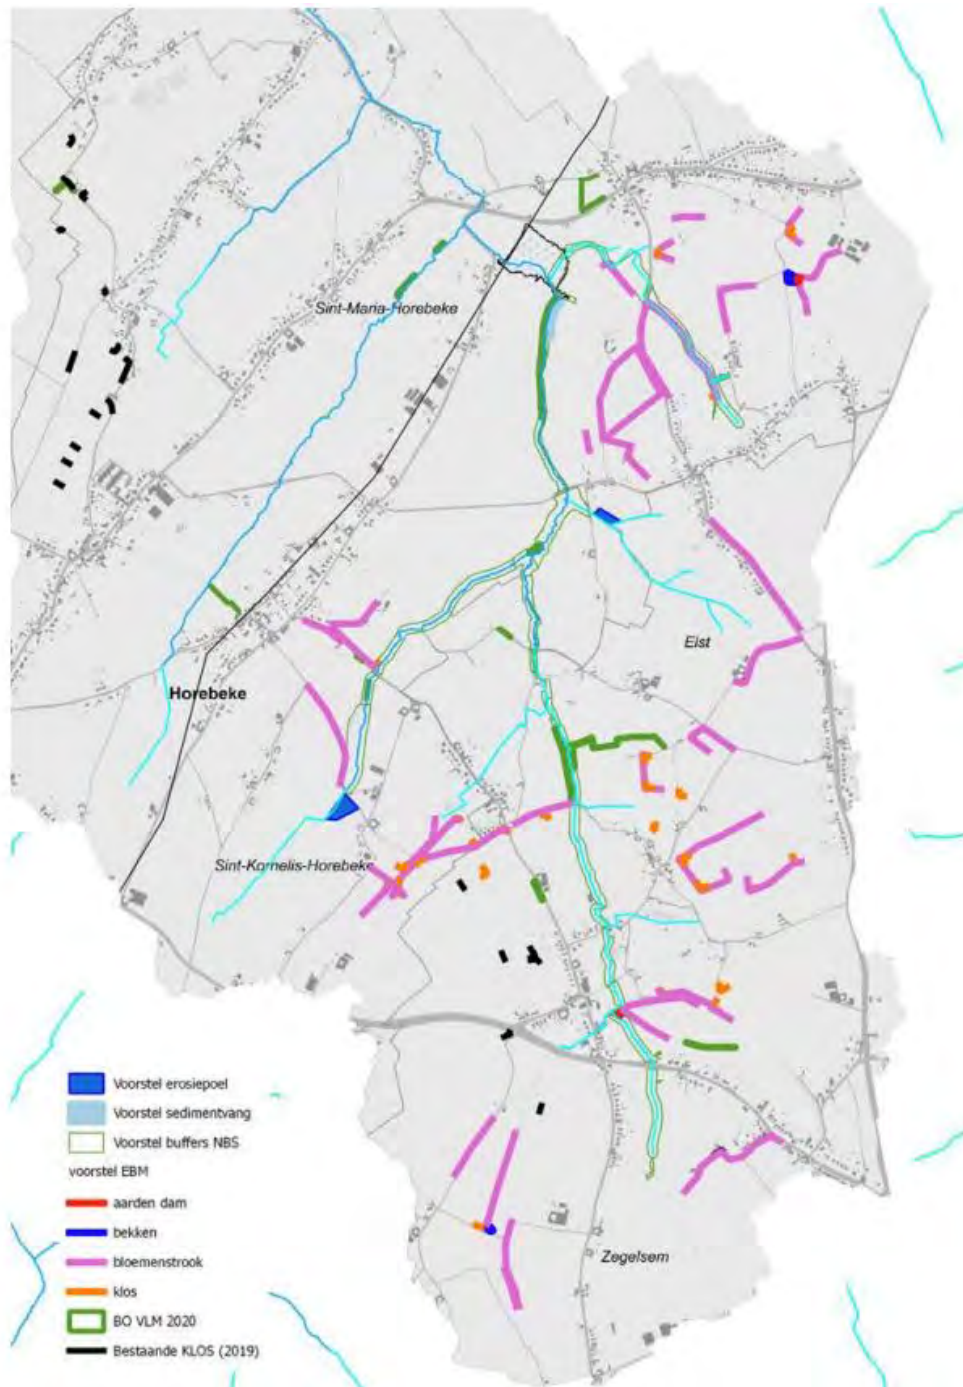 Sint-Maria-Horebeke
Elst
Horebeke
Sint-Kornelis-Horebeke
Zegelsem
Voorstel erosiepoel
Voorstel sedimentvang
Voorstel buffers NBS
voorstel EBM
aarden dam
bekken
bloemenstrook
klos
BO VLM 2020
Bestaande KLOS (2019)